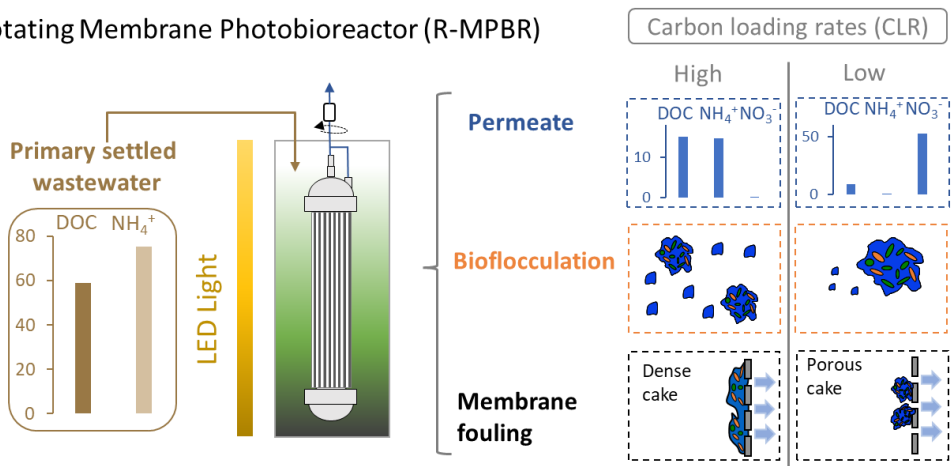 otating Membrane Photobioreactor (R-MPBR)
Carbon loading rates (CLR)
High
Low
Primary settled
wastewater
DOC NH₄⁺
80
60
40
20
0
LED Light
Permeate
DOC NH₄⁺ NO₃⁻
10
0
DOC NH₄⁺ NO₃⁻
50
0
Bioflocculation
Membrane
fouling
Dense
cake
Porous
cake